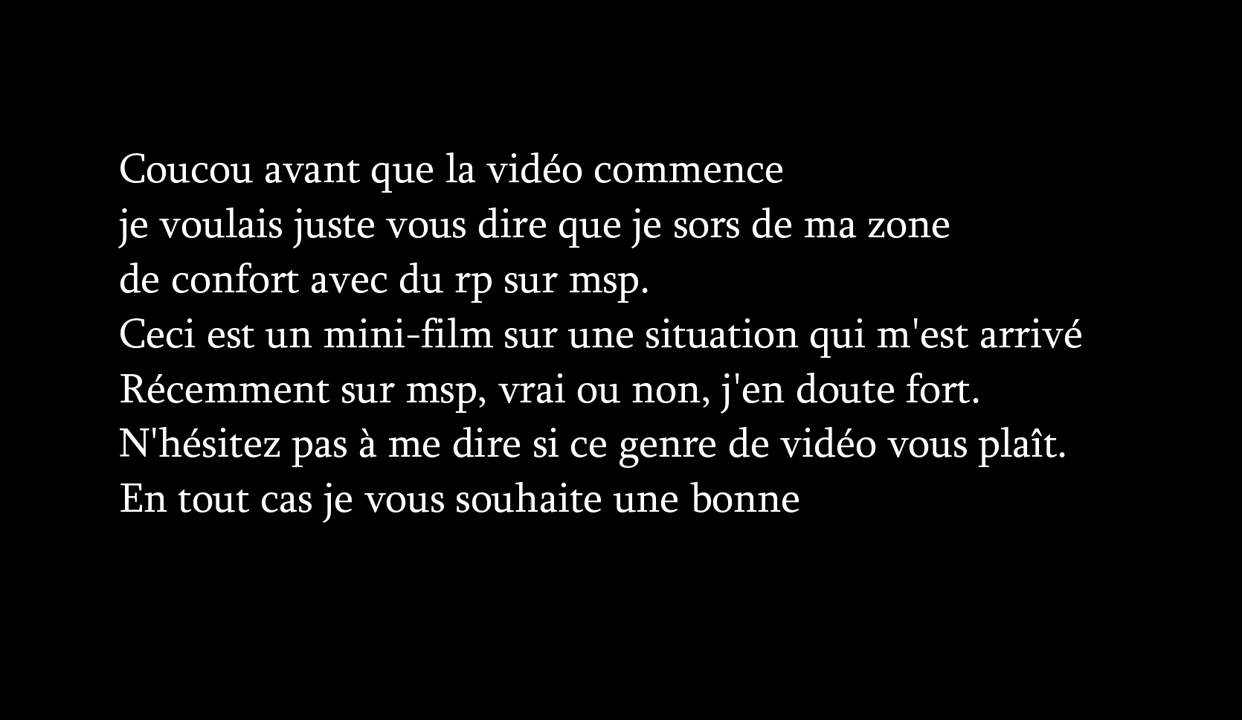 Coucou avant que la vidéo commence
je voulais juste vous dire que je sors de ma zone
de confort avec du rp sur msp.
Ceci est un mini-film sur une situation qui m'est arrivé
Récemment sur msp, vrai ou non, j'en doute fort.
N'hésitez pas à me dire si ce genre de vidéo vous plaît.
En tout cas je vous souhaite une bonne